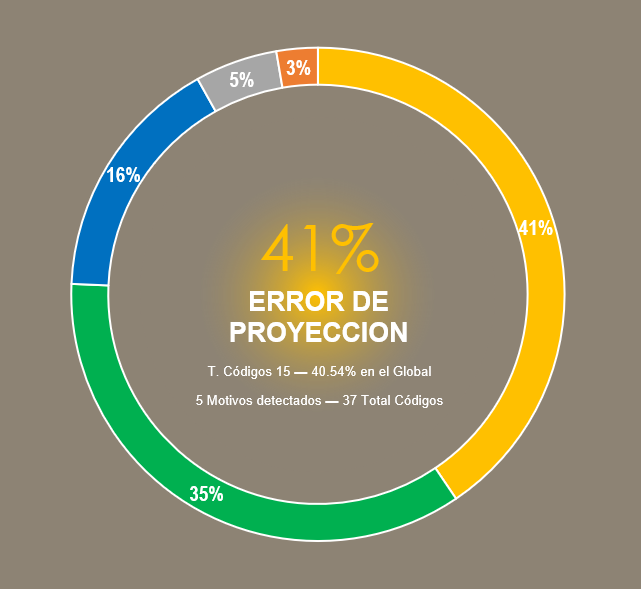 3%
5%
16%
41%
41%
ERROR DE
PROYECCION
T. Códigos 15 — 40.54% en el Global
5 Motivos detectados — 37 Total Códigos
35%